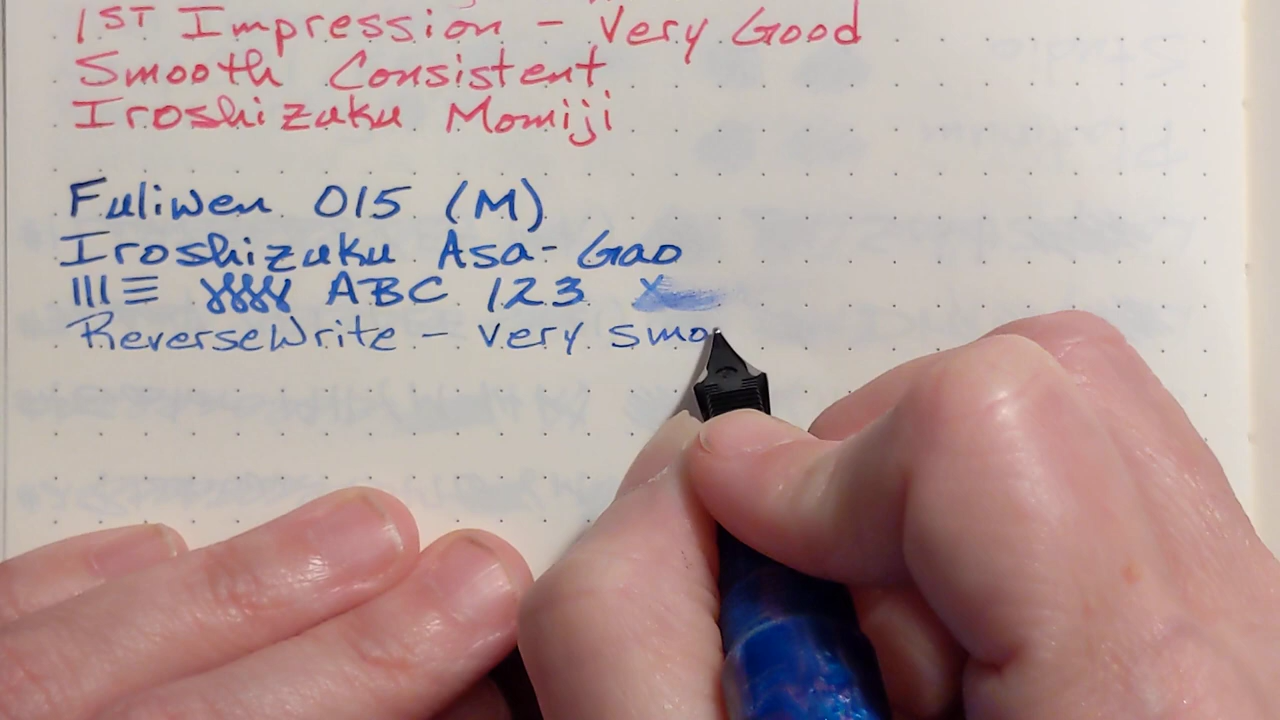 1ST Impression - Very Good
Smooth Consistent
Iroshizuku Momiji
Fuliwen 015 (M)
Iroshizuku Asa-Gao
ABC 123 X
ReverseWrite - Very smo